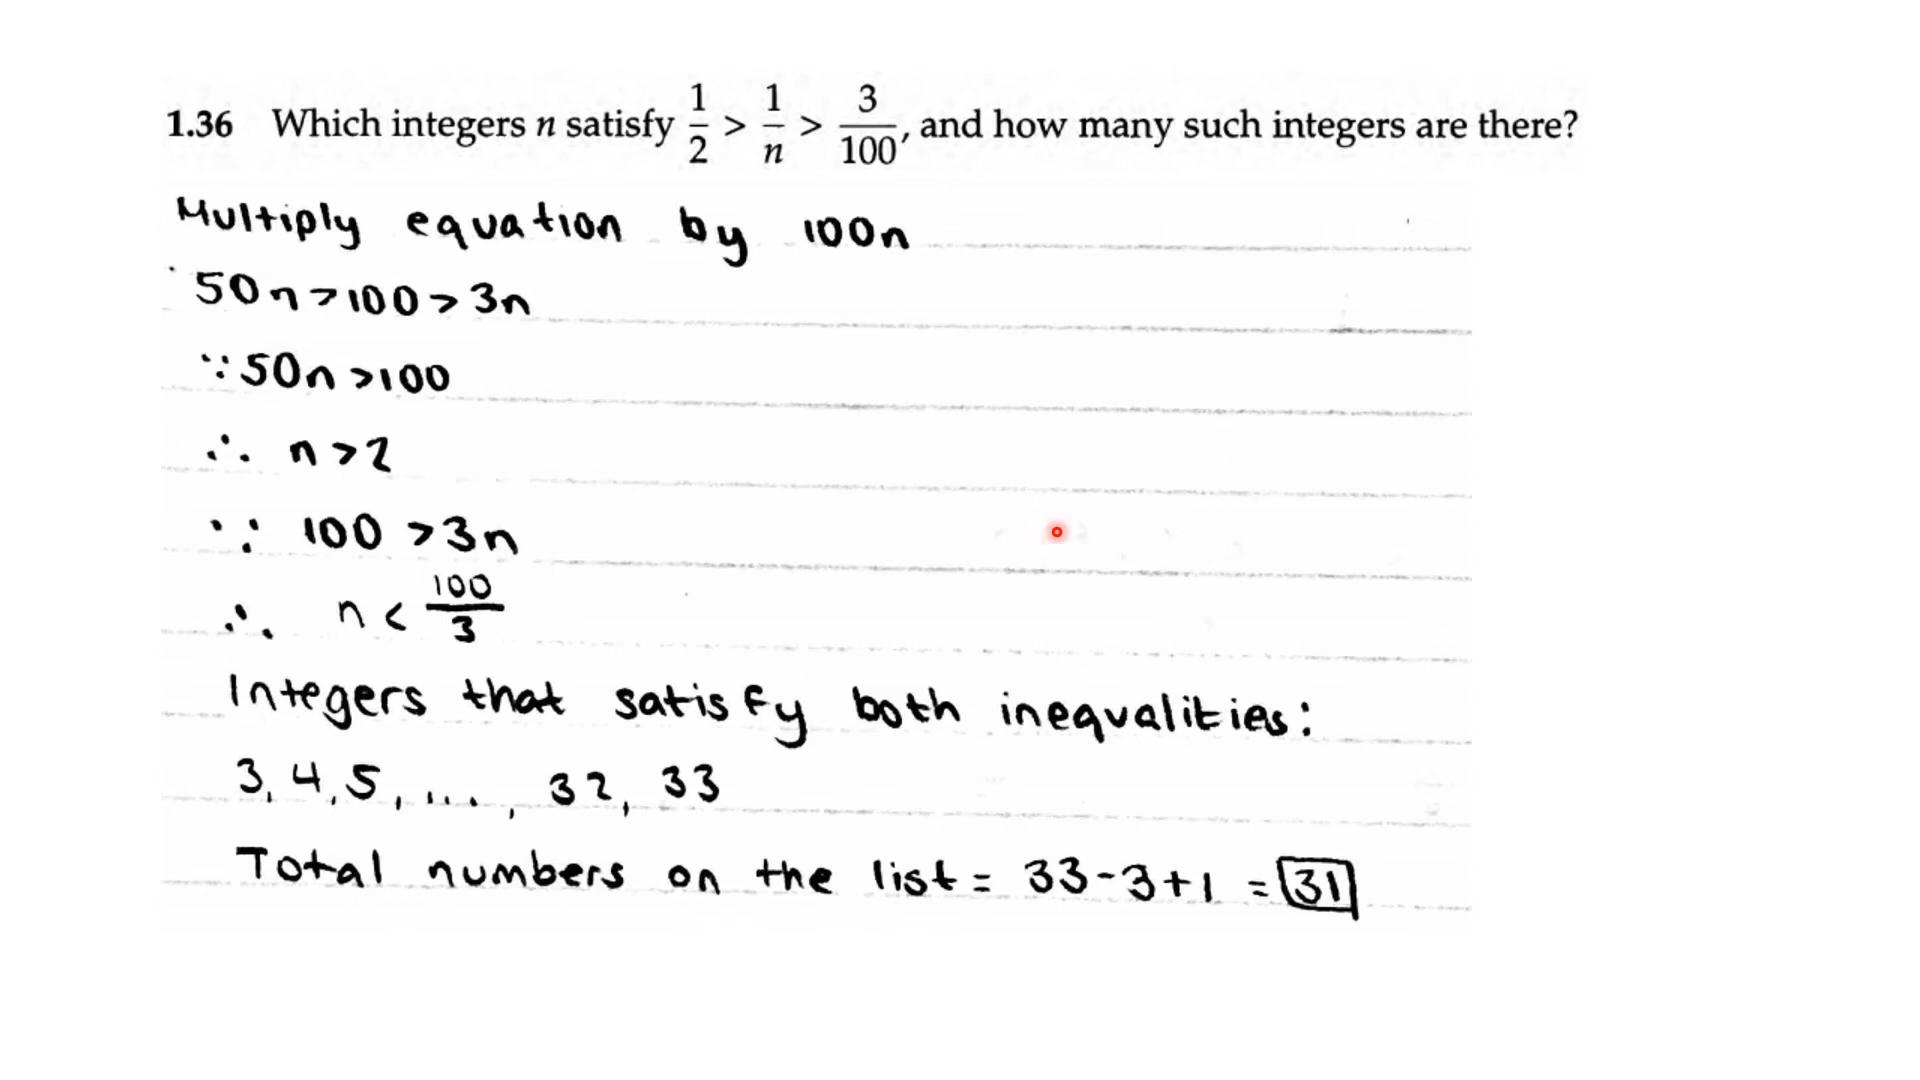 1.36 Which integers n satisfy 1/2 > 1/n > 3/100, and how many such integers are there?
Multiply equation by 100n
50n > 100 > 3n
∵ 50n > 100
∴ n > 2
∵ 100 > 3n
∴ n < 100/3
Integers that satisfy both inequalities:
3, 4, 5, ..., 32, 33
Total numbers on the list = 33-3+1 = 31